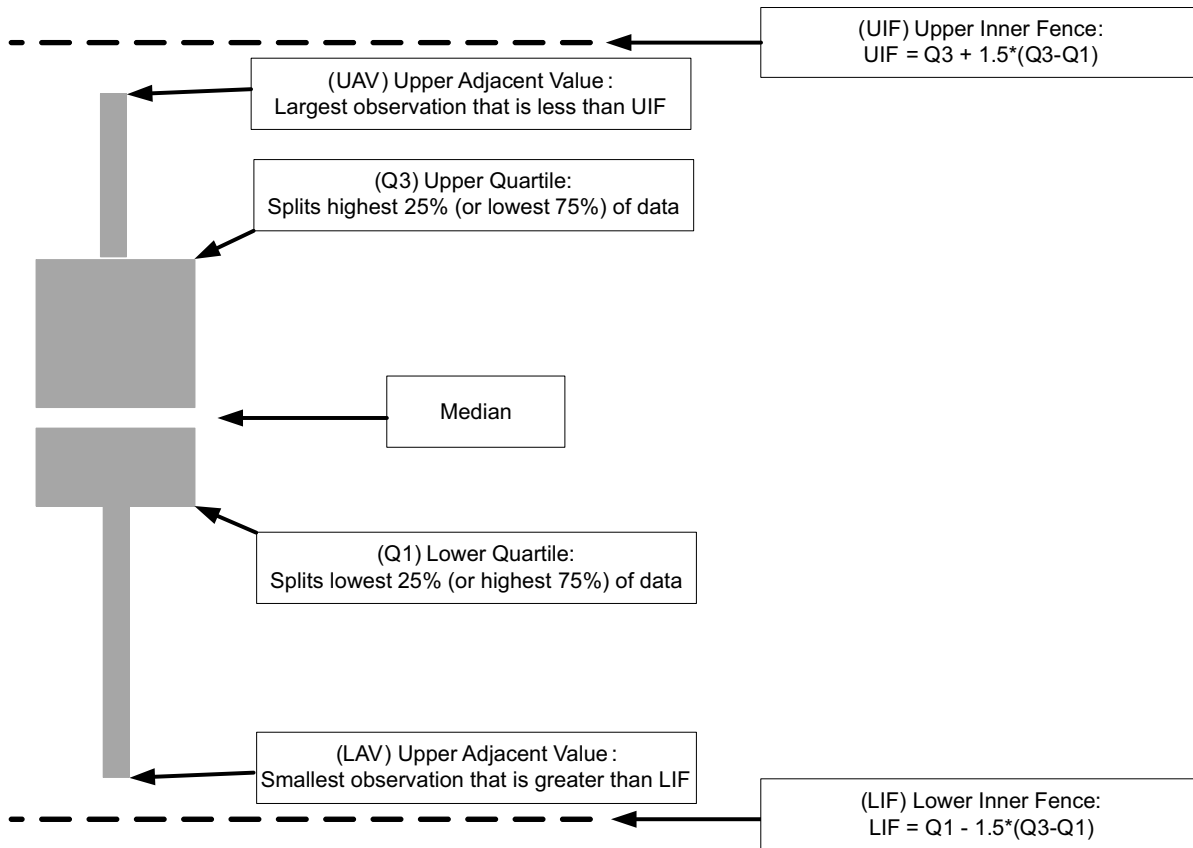 (UIF) Upper Inner Fence:
UIF = Q3 + 1.5*(Q3-Q1)
(UAV) Upper Adjacent Value :
Largest observation that is less than UIF
(Q3) Upper Quartile:
Splits highest 25% (or lowest 75%) of data
Median
(Q1) Lower Quartile:
Splits lowest 25% (or highest 75%) of data
(LAV) Upper Adjacent Value :
Smallest observation that is greater than LIF
(LIF) Lower Inner Fence:
LIF = Q1 - 1.5*(Q3-Q1)